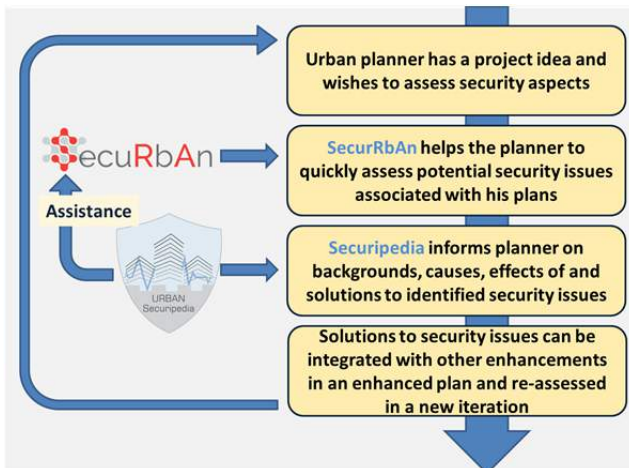 Urban planner has a project idea and
wishes to assess security aspects
SecuRbAn
SecurRbAn helps the planner to
quickly assess potential security issues
associated with his plans
Assistance
URBAN
Securipedia
Securipedia informs planner on
backgrounds, causes, effects of and
solutions to identified security issues
Solutions to security issues can be
integrated with other enhancements
in an enhanced plan and re-assessed
in a new iteration